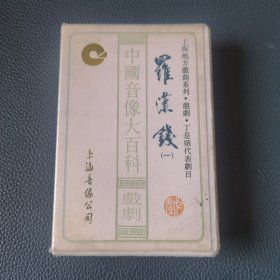 上海地方戲曲系列·滬劇·丁是娥代表劇目
羅漢錢
(一)
中國音像大百科
戲劇
上海音像公司